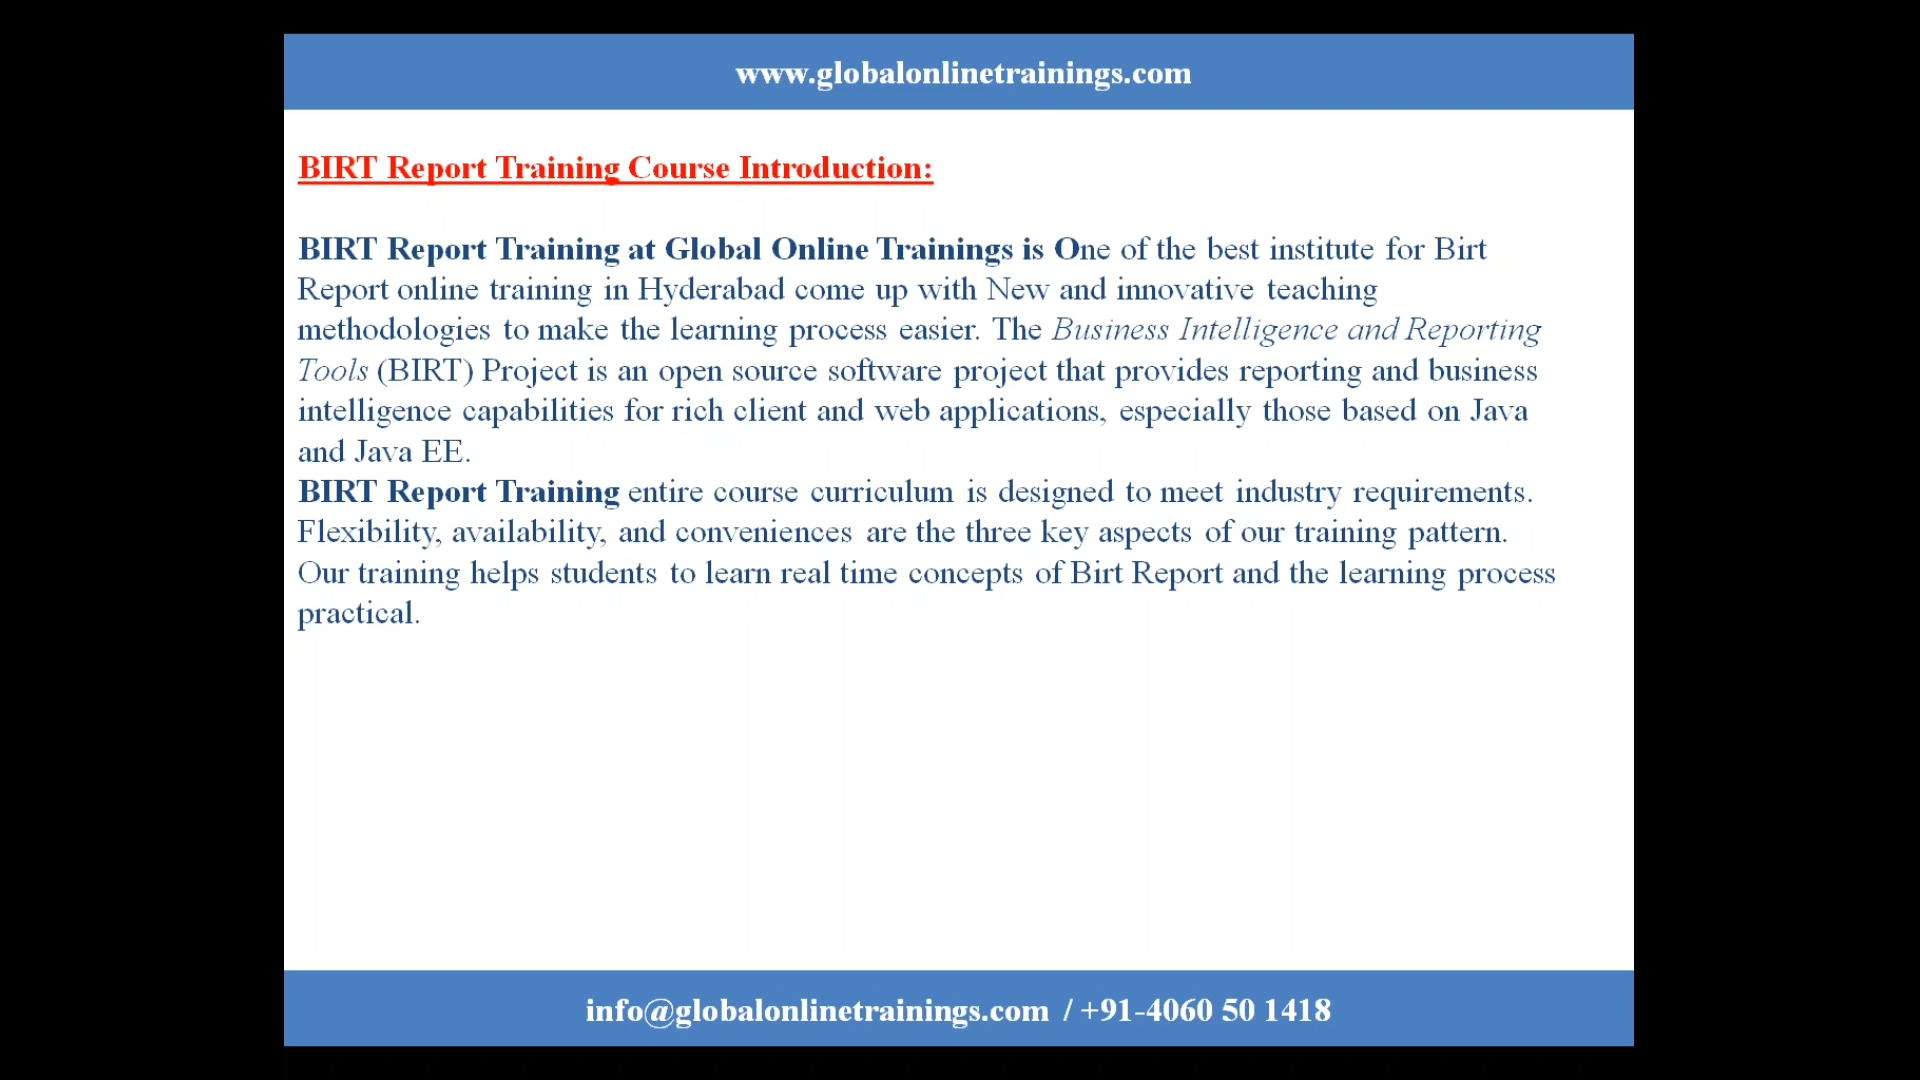 www.globalonlinetrainings.com
BIRT Report Training Course Introduction:
BIRT Report Training at Global Online Trainings is One of the best institute for Birt
Report online training in Hyderabad come up with New and innovative teaching
methodologies to make the learning process easier. The Business Intelligence and Reporting
Tools (BIRT) Project is an open source software project that provides reporting and business
intelligence capabilities for rich client and web applications, especially those based on Java
and Java EE.
BIRT Report Training entire course curriculum is designed to meet industry requirements.
Flexibility, availability, and conveniences are the three key aspects of our training pattern.
Our training helps students to learn real time concepts of Birt Report and the learning process
practical.
info@globalonlinetrainings.com / +91-4060 50 1418